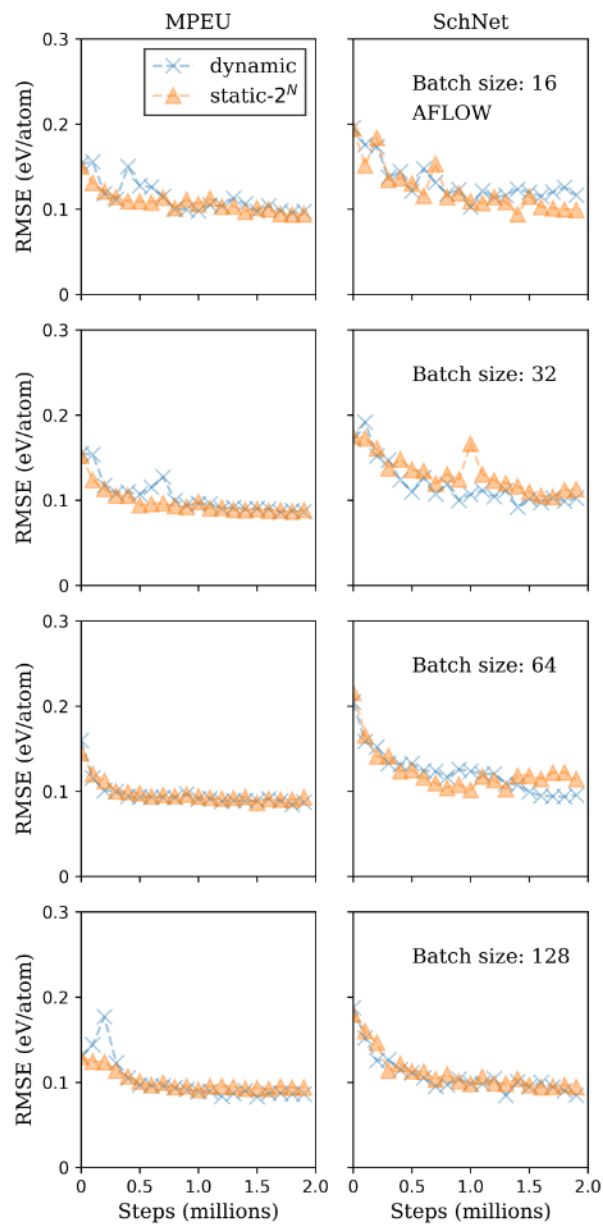 MPEU
SchNet
0.3
0.2
0.1
0
RMSE (eV/atom)
dynamic
static-2^N
Batch size: 16
AFLOW
0.3
0.2
0.1
0
RMSE (eV/atom)
Batch size: 32
0.3
0.2
0.1
0
RMSE (eV/atom)
Batch size: 64
0.3
0.2
0.1
0
RMSE (eV/atom)
Batch size: 128
0 0.5 1.0 1.5 2.0
Steps (millions)
0 0.5 1.0 1.5 2.0
Steps (millions)